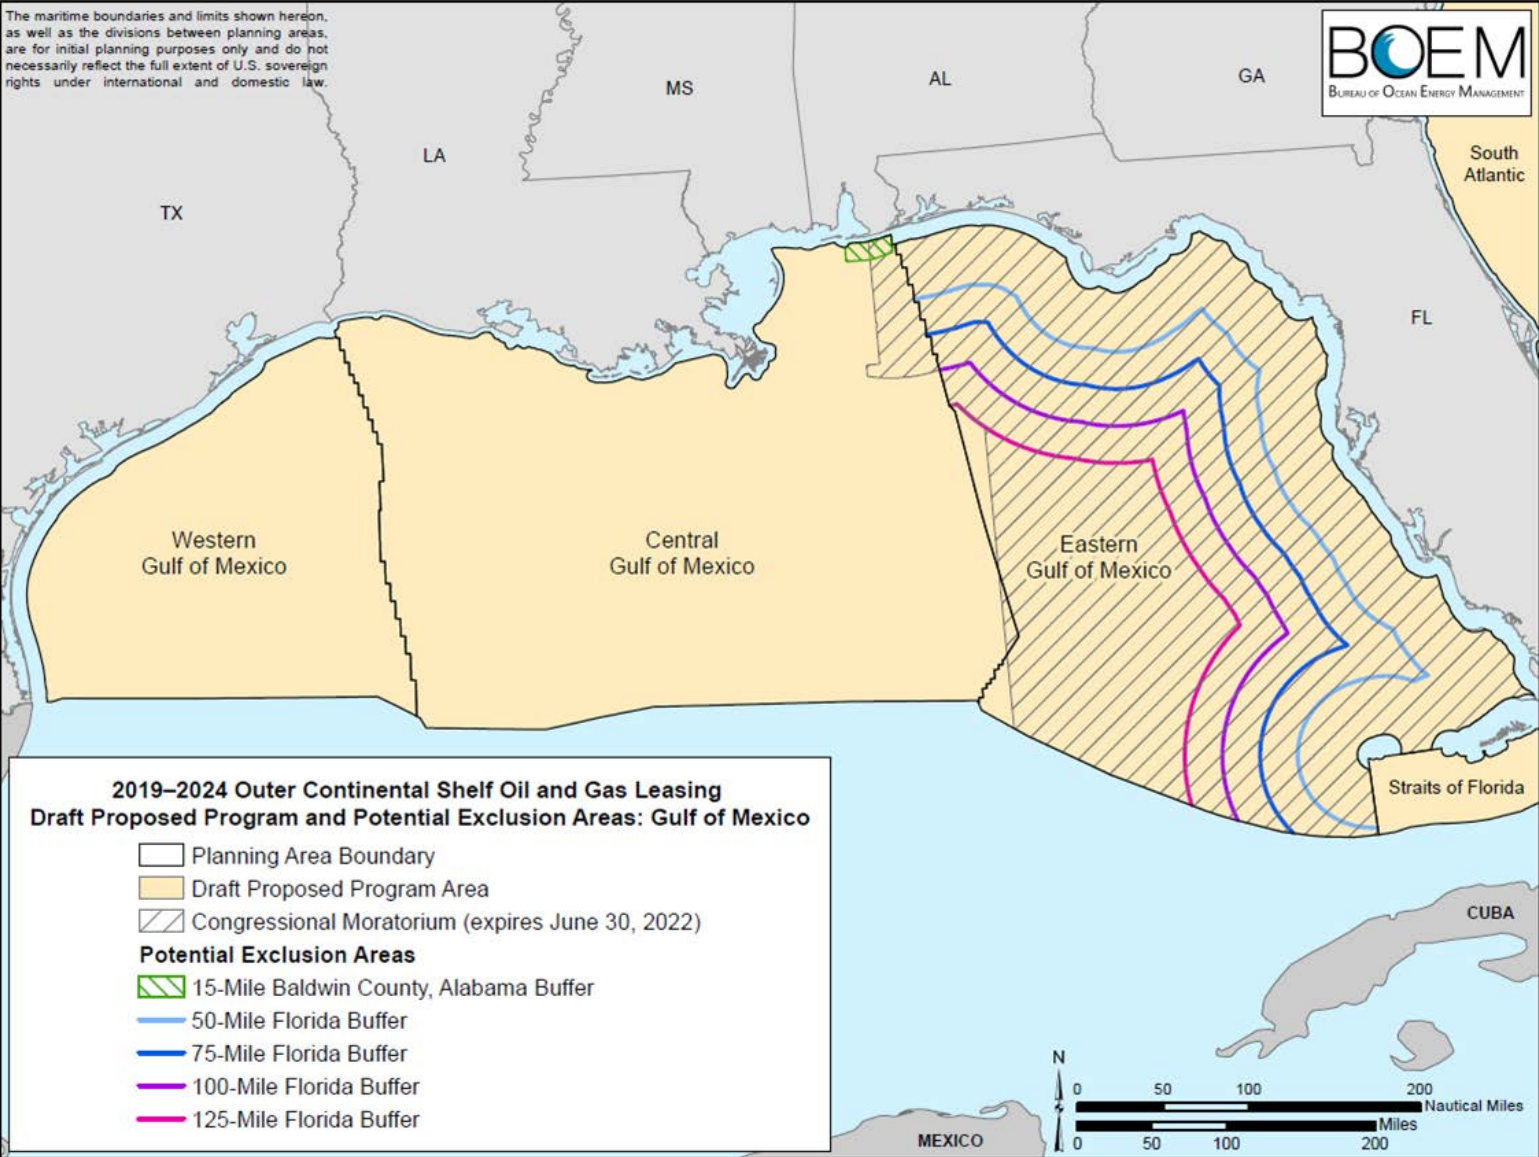 The maritime boundaries and limits shown hereon,
as well as the divisions between planning areas,
are for initial planning purposes only and do not
necessarily reflect the full extent of U.S. sovereign
rights under international and domestic law.
BOEM
BUREAU OF OCEAN ENERGY MANAGEMENT
MS
AL
GA
LA
TX
South
Atlantic
FL
Western
Gulf of Mexico
Central
Gulf of Mexico
Eastern
Gulf of Mexico
Straits of Florida
2019–2024 Outer Continental Shelf Oil and Gas Leasing
Draft Proposed Program and Potential Exclusion Areas: Gulf of Mexico
Planning Area Boundary
Draft Proposed Program Area
Congressional Moratorium (expires June 30, 2022)
Potential Exclusion Areas
15-Mile Baldwin County, Alabama Buffer
50-Mile Florida Buffer
75-Mile Florida Buffer
100-Mile Florida Buffer
125-Mile Florida Buffer
CUBA
MEXICO
N
0 50 100 200
Nautical Miles
Miles
0 50 100 200